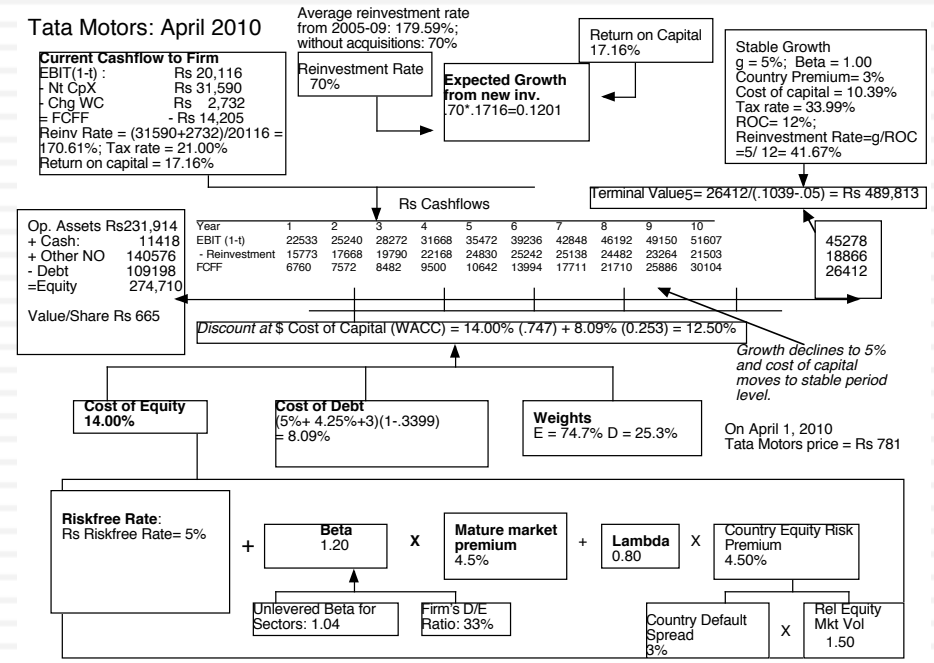 Tata Motors: April 2010
Average reinvestment rate
from 2005-09: 179.59%;
without acquisitions: 70%
Current Cashflow to Firm
EBIT(1-t) : Rs 20,116
- Nt CpX Rs 31,590
- Chg WC Rs 2,732
= FCFF - Rs 14,205
Reinv Rate = (31590+2732)/20116 =
170.61%; Tax rate = 21.00%
Return on capital = 17.16%
Reinvestment Rate
70%
Expected Growth
from new inv.
.70*.1716=0.1201
Return on Capital
17.16%
Stable Growth
g = 5%; Beta = 1.00
Country Premium= 3%
Cost of capital = 10.39%
Tax rate = 33.99%
ROC= 12%;
Reinvestment Rate=g/ROC
=5/ 12= 41.67%
Terminal Value5= 26412/(.1039-.05) = Rs 489,813
Rs Cashflows
Op. Assets Rs231,914
+ Cash: 11418
+ Other NO 140576
- Debt 109198
=Equity 274,710
Value/Share Rs 665
Year 1 2 3 4 5 6 7 8 9 10
EBIT (1-t) 22533 25240 28272 31668 35472 39236 42848 46192 49150 51607
- Reinvestment 15773 17668 19790 22168 24830 25242 25138 24482 23264 21503
FCFF 6760 7572 8482 9500 10642 13994 17711 21710 25886 30104
45278
18866
26412
Discount at $ Cost of Capital (WACC) = 14.00% (.747) + 8.09% (0.253) = 12.50%
Growth declines to 5%
and cost of capital
moves to stable period
level.
Cost of Equity
14.00%
Cost of Debt
(5%+ 4.25%+3)(1-.3399)
= 8.09%
Weights
E = 74.7% D = 25.3%
On April 1, 2010
Tata Motors price = Rs 781
Riskfree Rate:
Rs Riskfree Rate= 5%
+
Beta
1.20
X
Mature market
premium
4.5%
+
Lambda
0.80
X
Country Equity Risk
Premium
4.50%
Unlevered Beta for
Sectors: 1.04
Firm's D/E
Ratio: 33%
Country Default
Spread
3%
X
Rel Equity
Mkt Vol
1.50